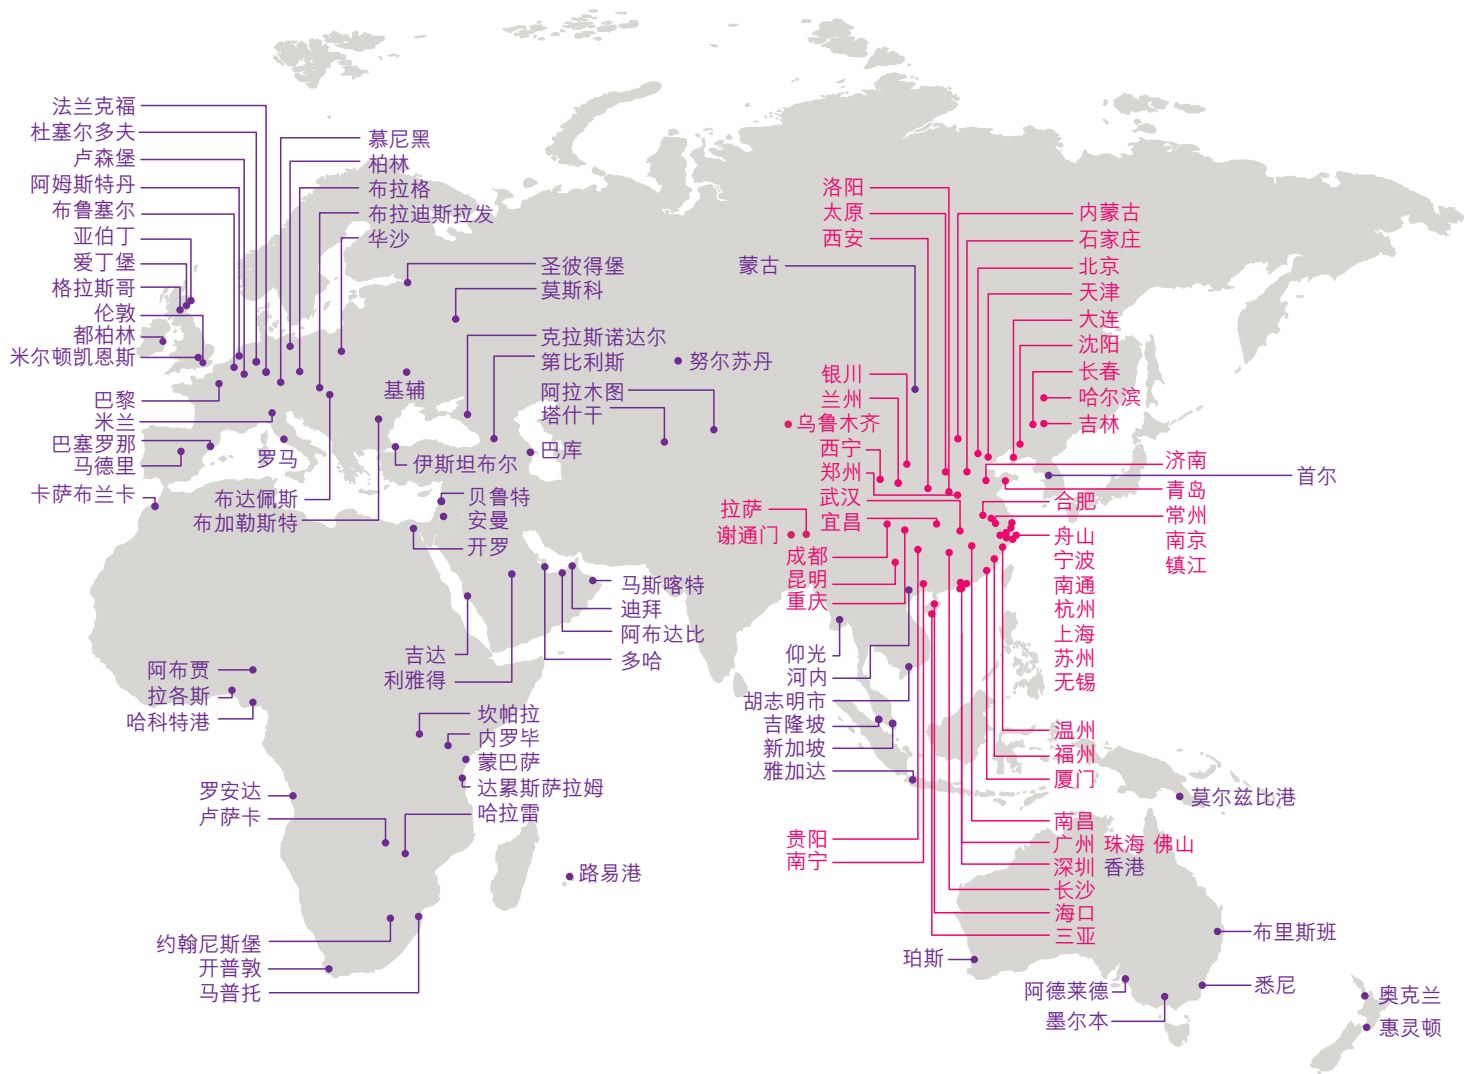 法兰克福
杜塞尔多夫
卢森堡
阿姆斯特丹
布鲁塞尔
亚伯丁
爱丁堡
格拉斯哥
伦敦
都柏林
米尔顿凯恩斯
巴黎
米兰
巴塞罗那
马德里
卡萨布兰卡
慕尼黑
柏林
布拉格
布拉迪斯拉发
华沙
圣彼得堡
莫斯科
克拉斯诺达尔
第比利斯
努尔苏丹
阿拉木图
塔什干
基辅
罗马
伊斯坦布尔
巴库
布达佩斯
布加勒斯特
贝鲁特
安曼
开罗
马斯喀特
迪拜
阿布达比
多哈
吉达
利雅得
阿布贾
拉各斯
哈科特港
坎帕拉
内罗毕
蒙巴萨
达累斯萨拉姆
哈拉雷
罗安达
卢萨卡
路易港
约翰尼斯堡
开普敦
马普托
洛阳
太原
西安
蒙古
内蒙古
石家庄
北京
天津
大连
沈阳
长春
哈尔滨
吉林
银川
兰州
乌鲁木齐
西宁
郑州
武汉
宜昌
拉萨
谢通门
成都
昆明
重庆
济南
首尔
青岛
合肥
常州
南京
镇江
舟山
宁波
南通
杭州
上海
苏州
无锡
仰光
河内
胡志明市
吉隆坡
新加坡
雅加达
温州
福州
厦门
莫尔兹比港
贵阳
南宁
南昌
广州 珠海 佛山
深圳 香港
长沙
海口
三亚
布里斯班
珀斯
阿德莱德
悉尼
墨尔本
奥克兰
惠灵顿